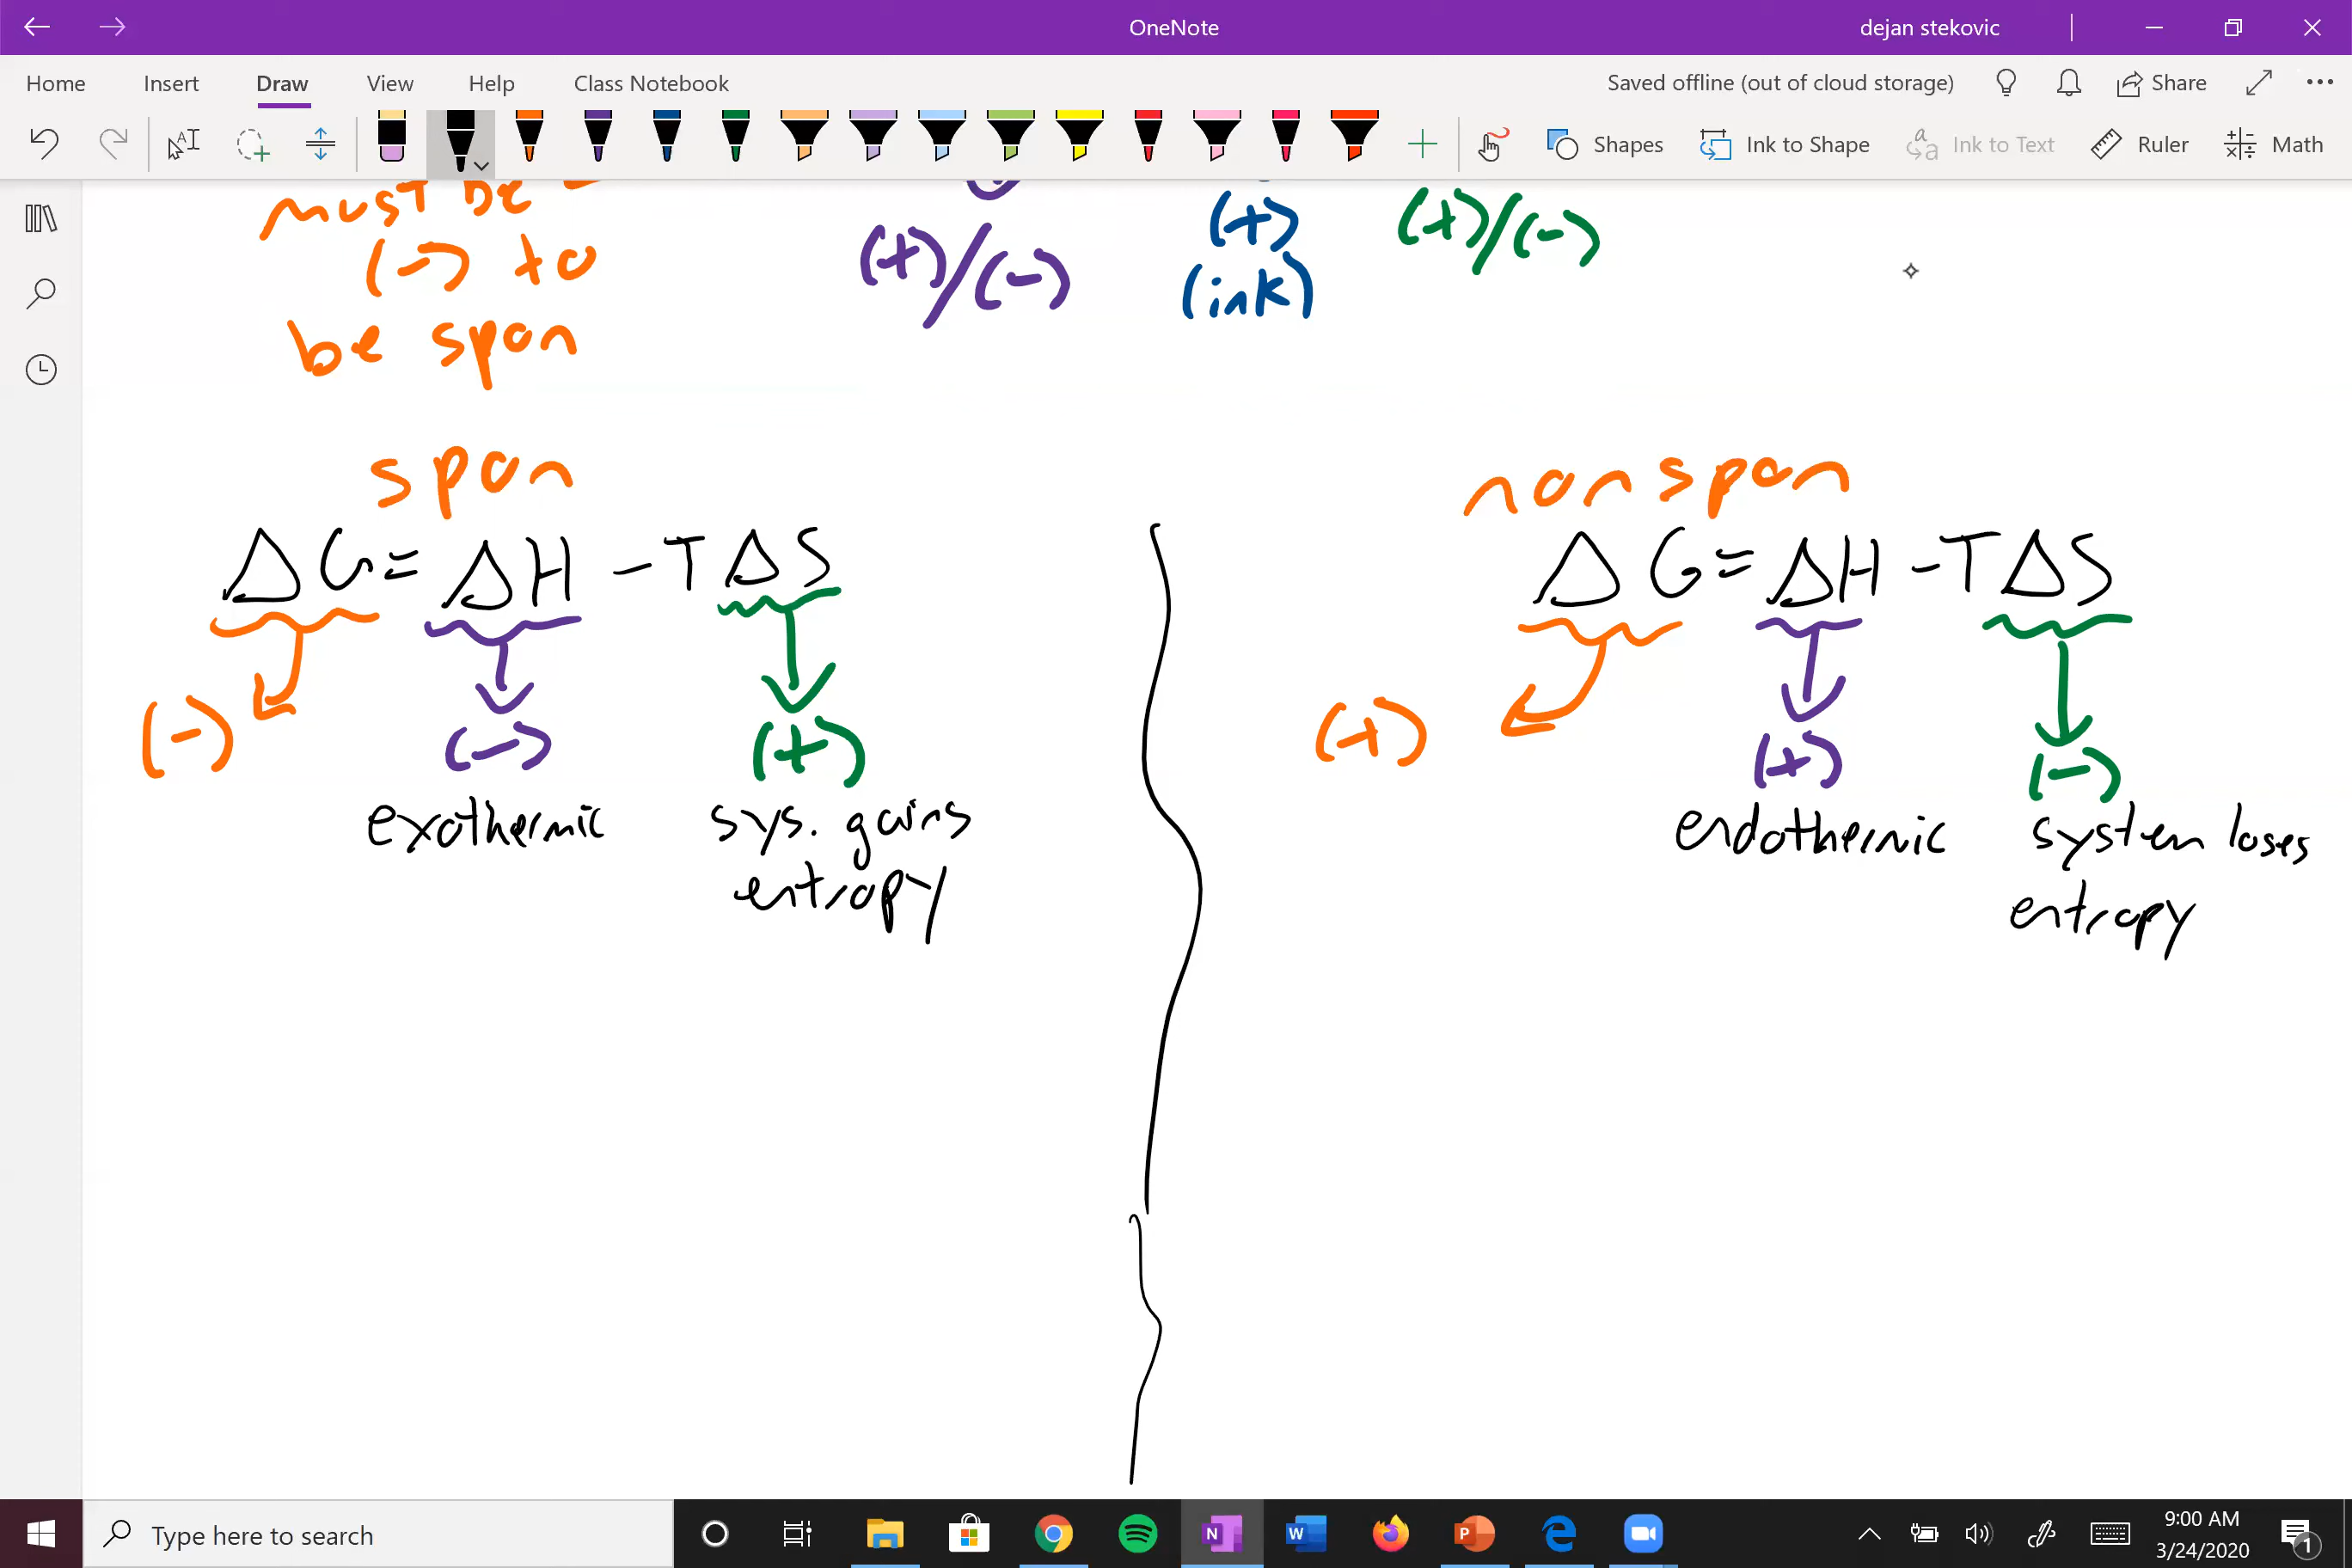 OneNote
dejan stekovic
Home Insert Draw View Help Class Notebook
Saved offline (out of cloud storage)
Share
Shapes Ink to Shape Ink to Text Ruler Math
must be
(-) to
be spon
(+)/(-)
(+)
(in K)
(+)/(-)
spon
ΔG = ΔH - TΔS
(-)
(-)
(+)
exothermic
sys. gains
entropy
nonspon
ΔG = ΔH - TΔS
(+)
(+)
(-)
endothermic
system loses
entropy
Type here to search
9:00 AM
3/24/2020
1